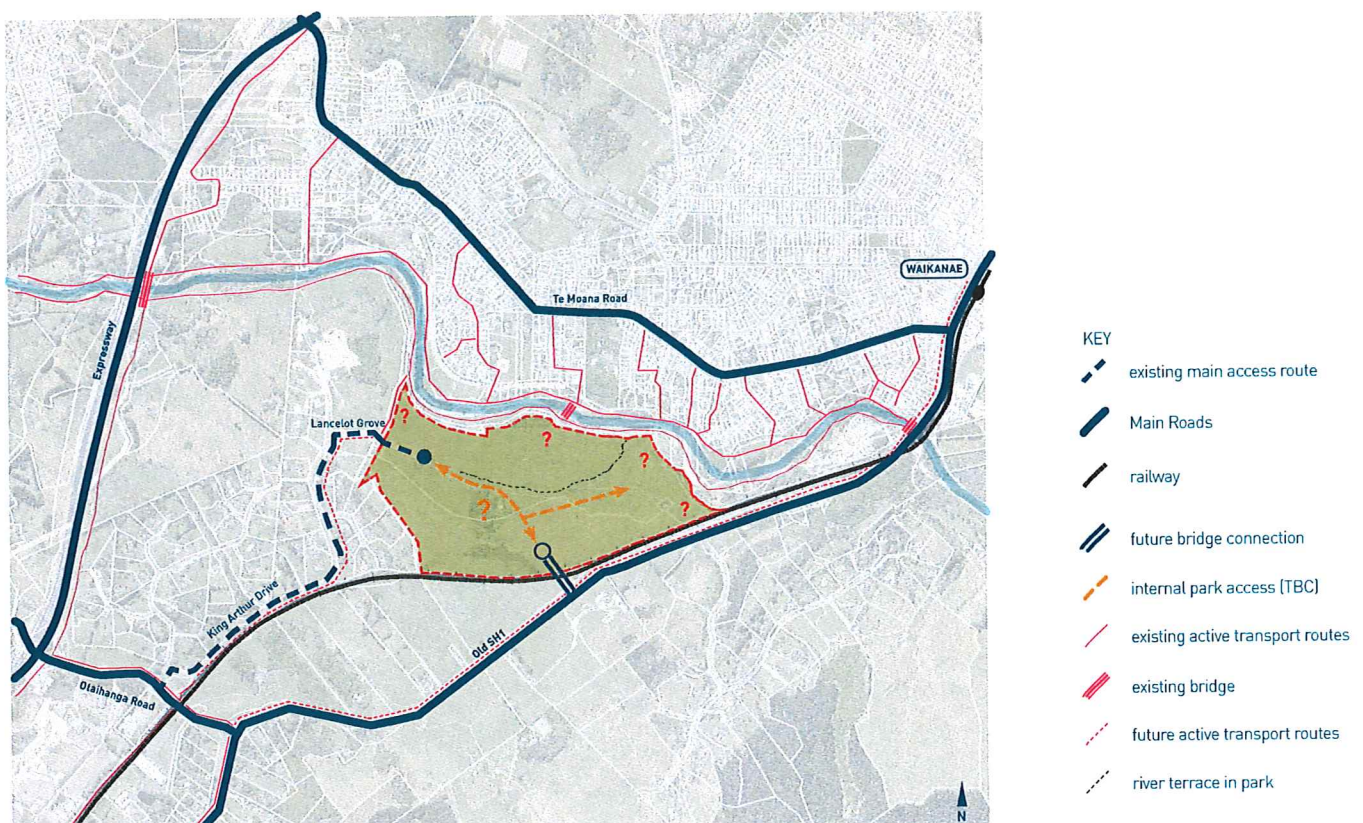 WAIKANAE
Te Moana Road
Expressway
Lancelot Grove
?
?
?
?
?
King Arthur Drive
Old SH1
Otaihanga Road
N
KEY
existing main access route
Main Roads
railway
future bridge connection
internal park access (TBC)
existing active transport routes
existing bridge
future active transport routes
river terrace in park